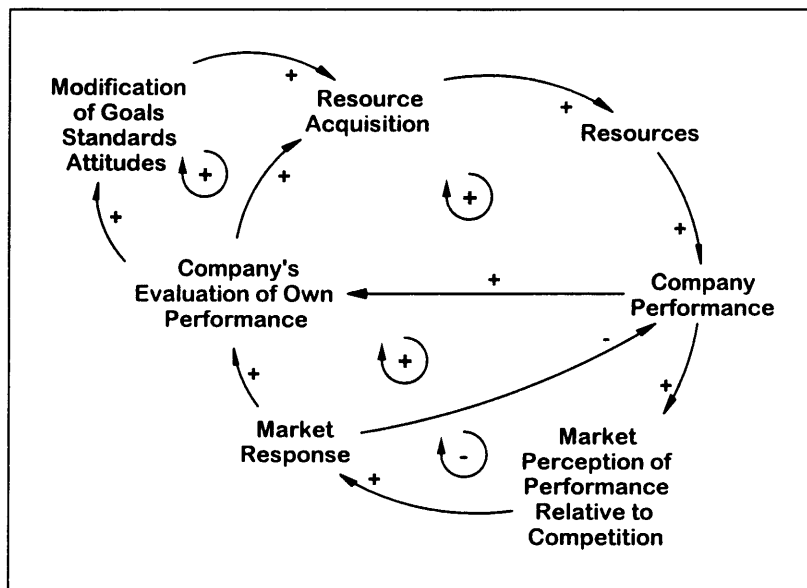 Modification
of Goals
Standards
Attitudes
+
Resource
Acquisition
+
Resources
+
+
+
+
+
Company's
Evaluation of Own
Performance
+
Company
Performance
+
-
+
+
Market
Response
-
+
Market
Perception of
Performance
Relative to
Competition